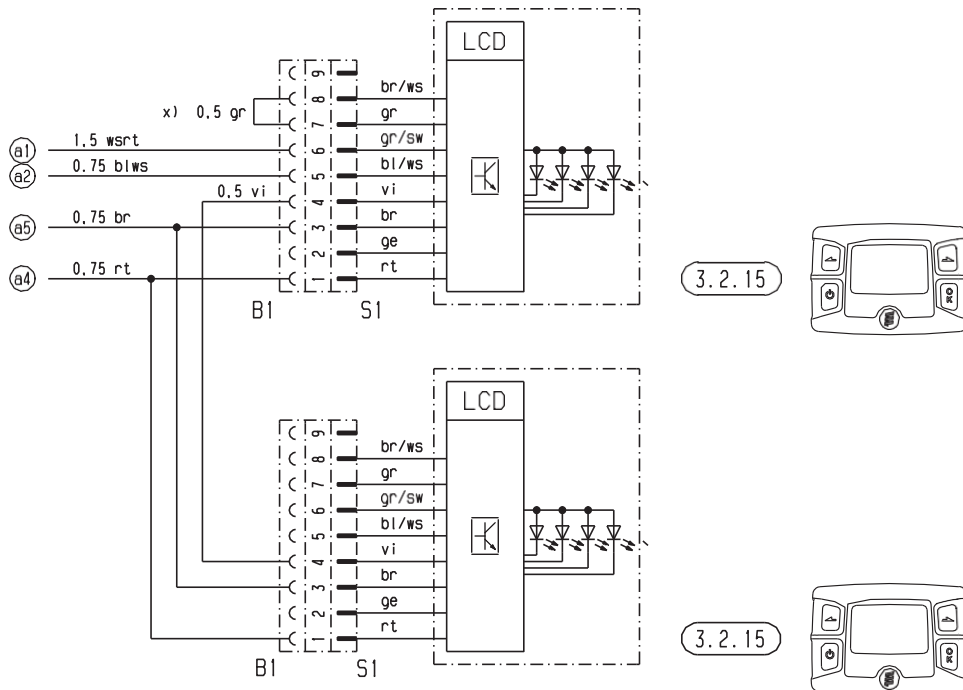 LCD
9
br/ws
8
x) 0.5 gr
gr
7
a1 1.5 wsrt
gr/sw
6
a2 0.75 blws
bl/ws
5
0.5 vi
vi
4
a5 0.75 br
br
3
ge
2
a4 0.75 rt
rt
1
3.2.15
OK
B1 S1
LCD
9
br/ws
8
gr
7
gr/sw
6
bl/ws
5
vi
4
br
3
ge
2
rt
1
3.2.15
OK
B1 S1